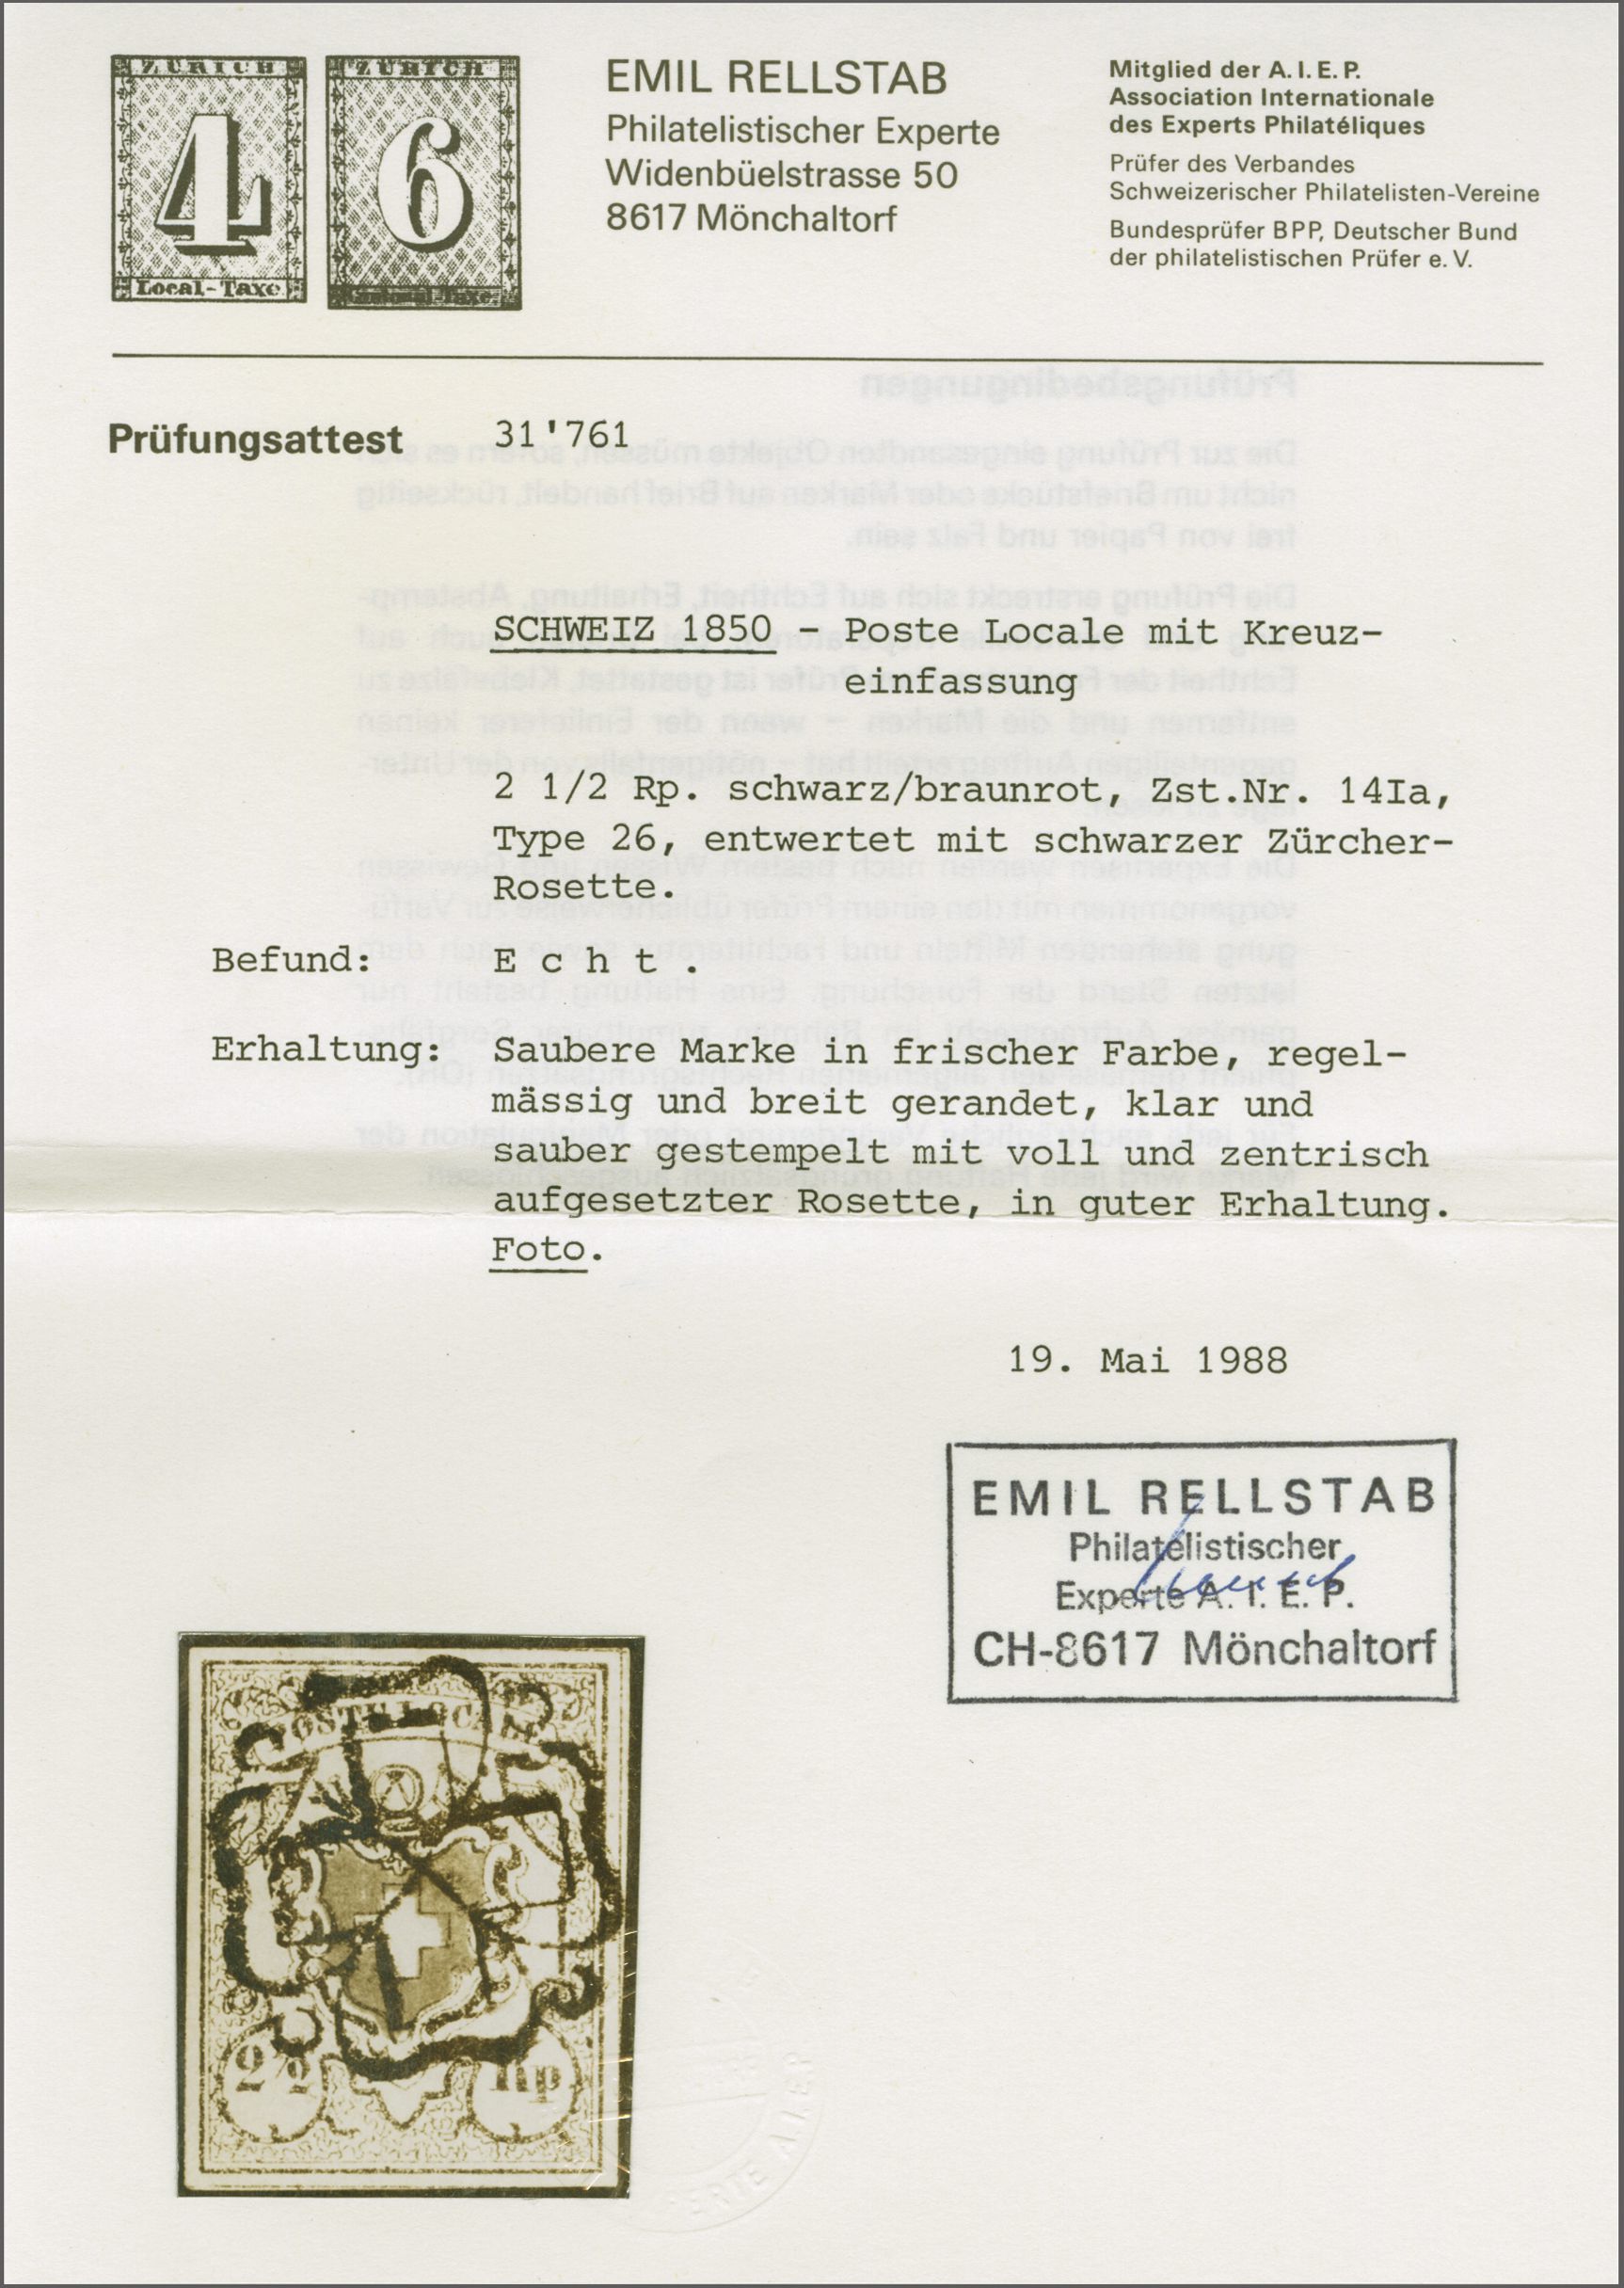 ZÜRICH
4
Local-Taxe
ZÜRICH
6
EMIL RELLSTAB
Philatelistischer Experte
Widenbüelstrasse 50
8617 Mönchaltorf
Mitglied der A. I. E. P.
Association Internationale
des Experts Philatéliques
Prüfer des Verbandes
Schweizerischer Philatelisten-Vereine
Bundesprüfer BPP, Deutscher Bund
der philatelistischen Prüfer e. V.
Prüfungsattest 31'761
SCHWEIZ 1850 - Poste Locale mit Kreuz-
einfassung
2 1/2 Rp. schwarz/braunrot, Zst.Nr. 14Ia,
Type 26, entwertet mit schwarzer Zürcher-
Rosette.
Befund: E c h t .
Erhaltung: Saubere Marke in frischer Farbe, regel-
mässig und breit gerandet, klar und
sauber gestempelt mit voll und zentrisch
aufgesetzter Rosette, in guter Erhaltung.
Foto.
19. Mai 1988
EMIL RELLSTAB
Philatelistischer
Experte A. I. E. P.
CH-8617 Mönchaltorf